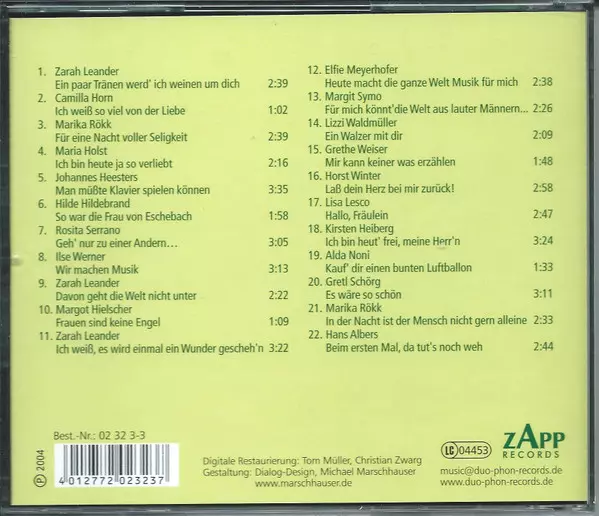 1. Zarah Leander
Ein paar Tränen werd' ich weinen um dich 2:39
2. Camilla Horn
Ich weiß so viel von der Liebe 1:02
3. Marika Rökk
Für eine Nacht voller Seligkeit 2:39
4. Maria Holst
Ich bin heute ja so verliebt 2:16
5. Johannes Heesters
Man müßte Klavier spielen können 3:35
6. Hilde Hildebrand
So war die Frau von Eschebach 1:58
7. Rosita Serrano
Geh' nur zu einer Andern... 3:05
8. Ilse Werner
Wir machen Musik 3:13
9. Zarah Leander
Davon geht die Welt nicht unter 2:22
10. Margot Hielscher
Frauen sind keine Engel 1:09
11. Zarah Leander
Ich weiß, es wird einmal ein Wunder gescheh'n 3:22
12. Elfie Meyerhofer
Heute macht die ganze Welt Musik für mich 2:38
13. Margit Symo
Für mich könnt'die Welt aus lauter Männern... 2:26
14. Lizzi Waldmüller
Ein Walzer mit dir 2:09
15. Grethe Weiser
Mir kann keiner was erzählen 1:48
16. Horst Winter
Laß dein Herz bei mir zurück! 2:58
17. Lisa Lesco
Hallo, Fräulein 2:47
18. Kirsten Heiberg
Ich bin heut' frei, meine Herr'n 3:24
19. Alda Noni
Kauf' dir einen bunten Luftballon 1:33
20. Gretl Schörg
Es wäre so schön 3:11
21. Marika Rökk
In der Nacht ist der Mensch nicht gern alleine 2:33
22. Hans Albers
Beim ersten Mal, da tut's noch weh 2:44
Best.-Nr.: 02 32 3-3
℗ 2004
4 012772 023237
Digitale Restaurierung: Tom Müller, Christian Zwarg
Gestaltung: Dialog-Design, Michael Marschhauser
www.marschhauser.de
LC 04453
ZAPP
RECORDS
music@duo-phon-records.de
www.duo-phon-records.de